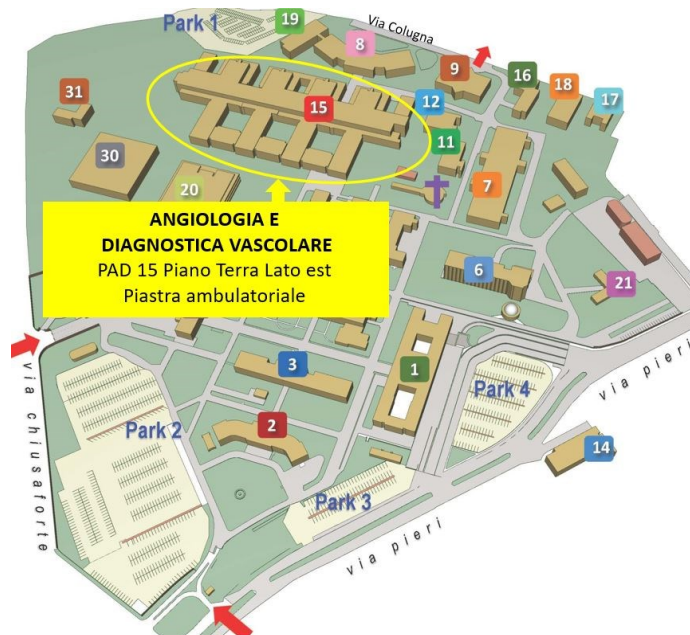 Park 1
19
8
Via Colugna
9
16
18
17
31
15
12
11
30
20
7
ANGIOLOGIA E
DIAGNOSTICA VASCOLARE
PAD 15 Piano Terra Lato est
Piastra ambulatoriale
6
21
3
1
Park 4
via pieri
via chiusaforte
Park 2
2
14
Park 3
via pieri